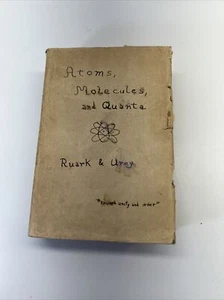 Atoms,
Molecules,
and Quanta
Ruark & Urey